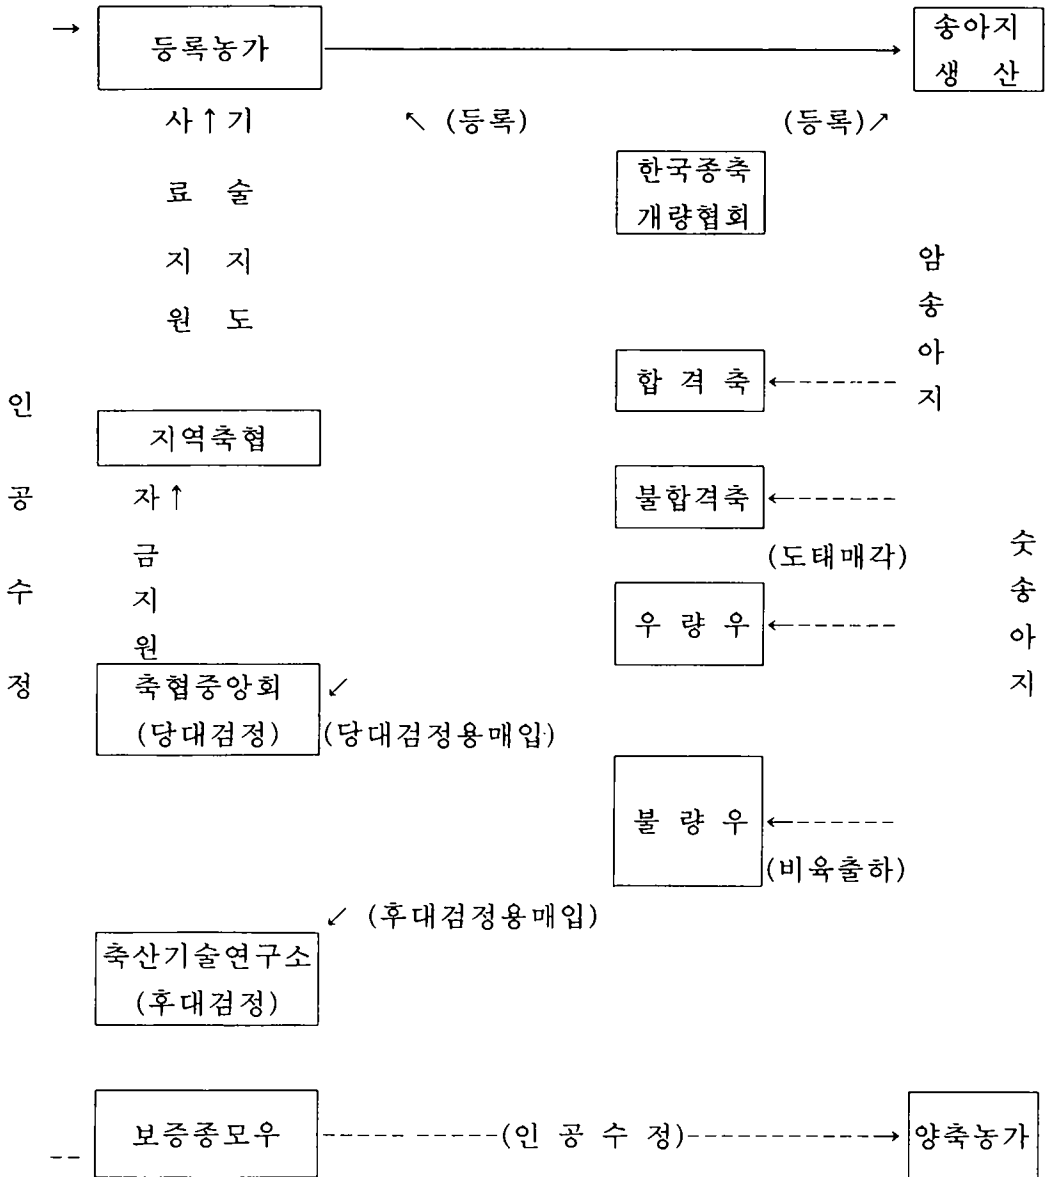 → 등록농가 → 송아지
생 산
사↑기 ↖ (등록) (등록)↗
료 술
지 지
원 도
한국종축
개량협회
암
송
아
지
합 격 축 ←------
인
공
수
정
지역축협
자↑
금
지
원
불합격축 ←------
(도태매각)
숫
송
아
지
우 량 우 ←------
축협중앙회 ↙
(당대검정) (당대검정용매입)
불 량 우 ←------
(비육출하)
↙ (후대검정용매입)
축산기술연구소
(후대검정)
-- 보증종모우 ----- -----(인 공 수 정)-----------→ 양축농가